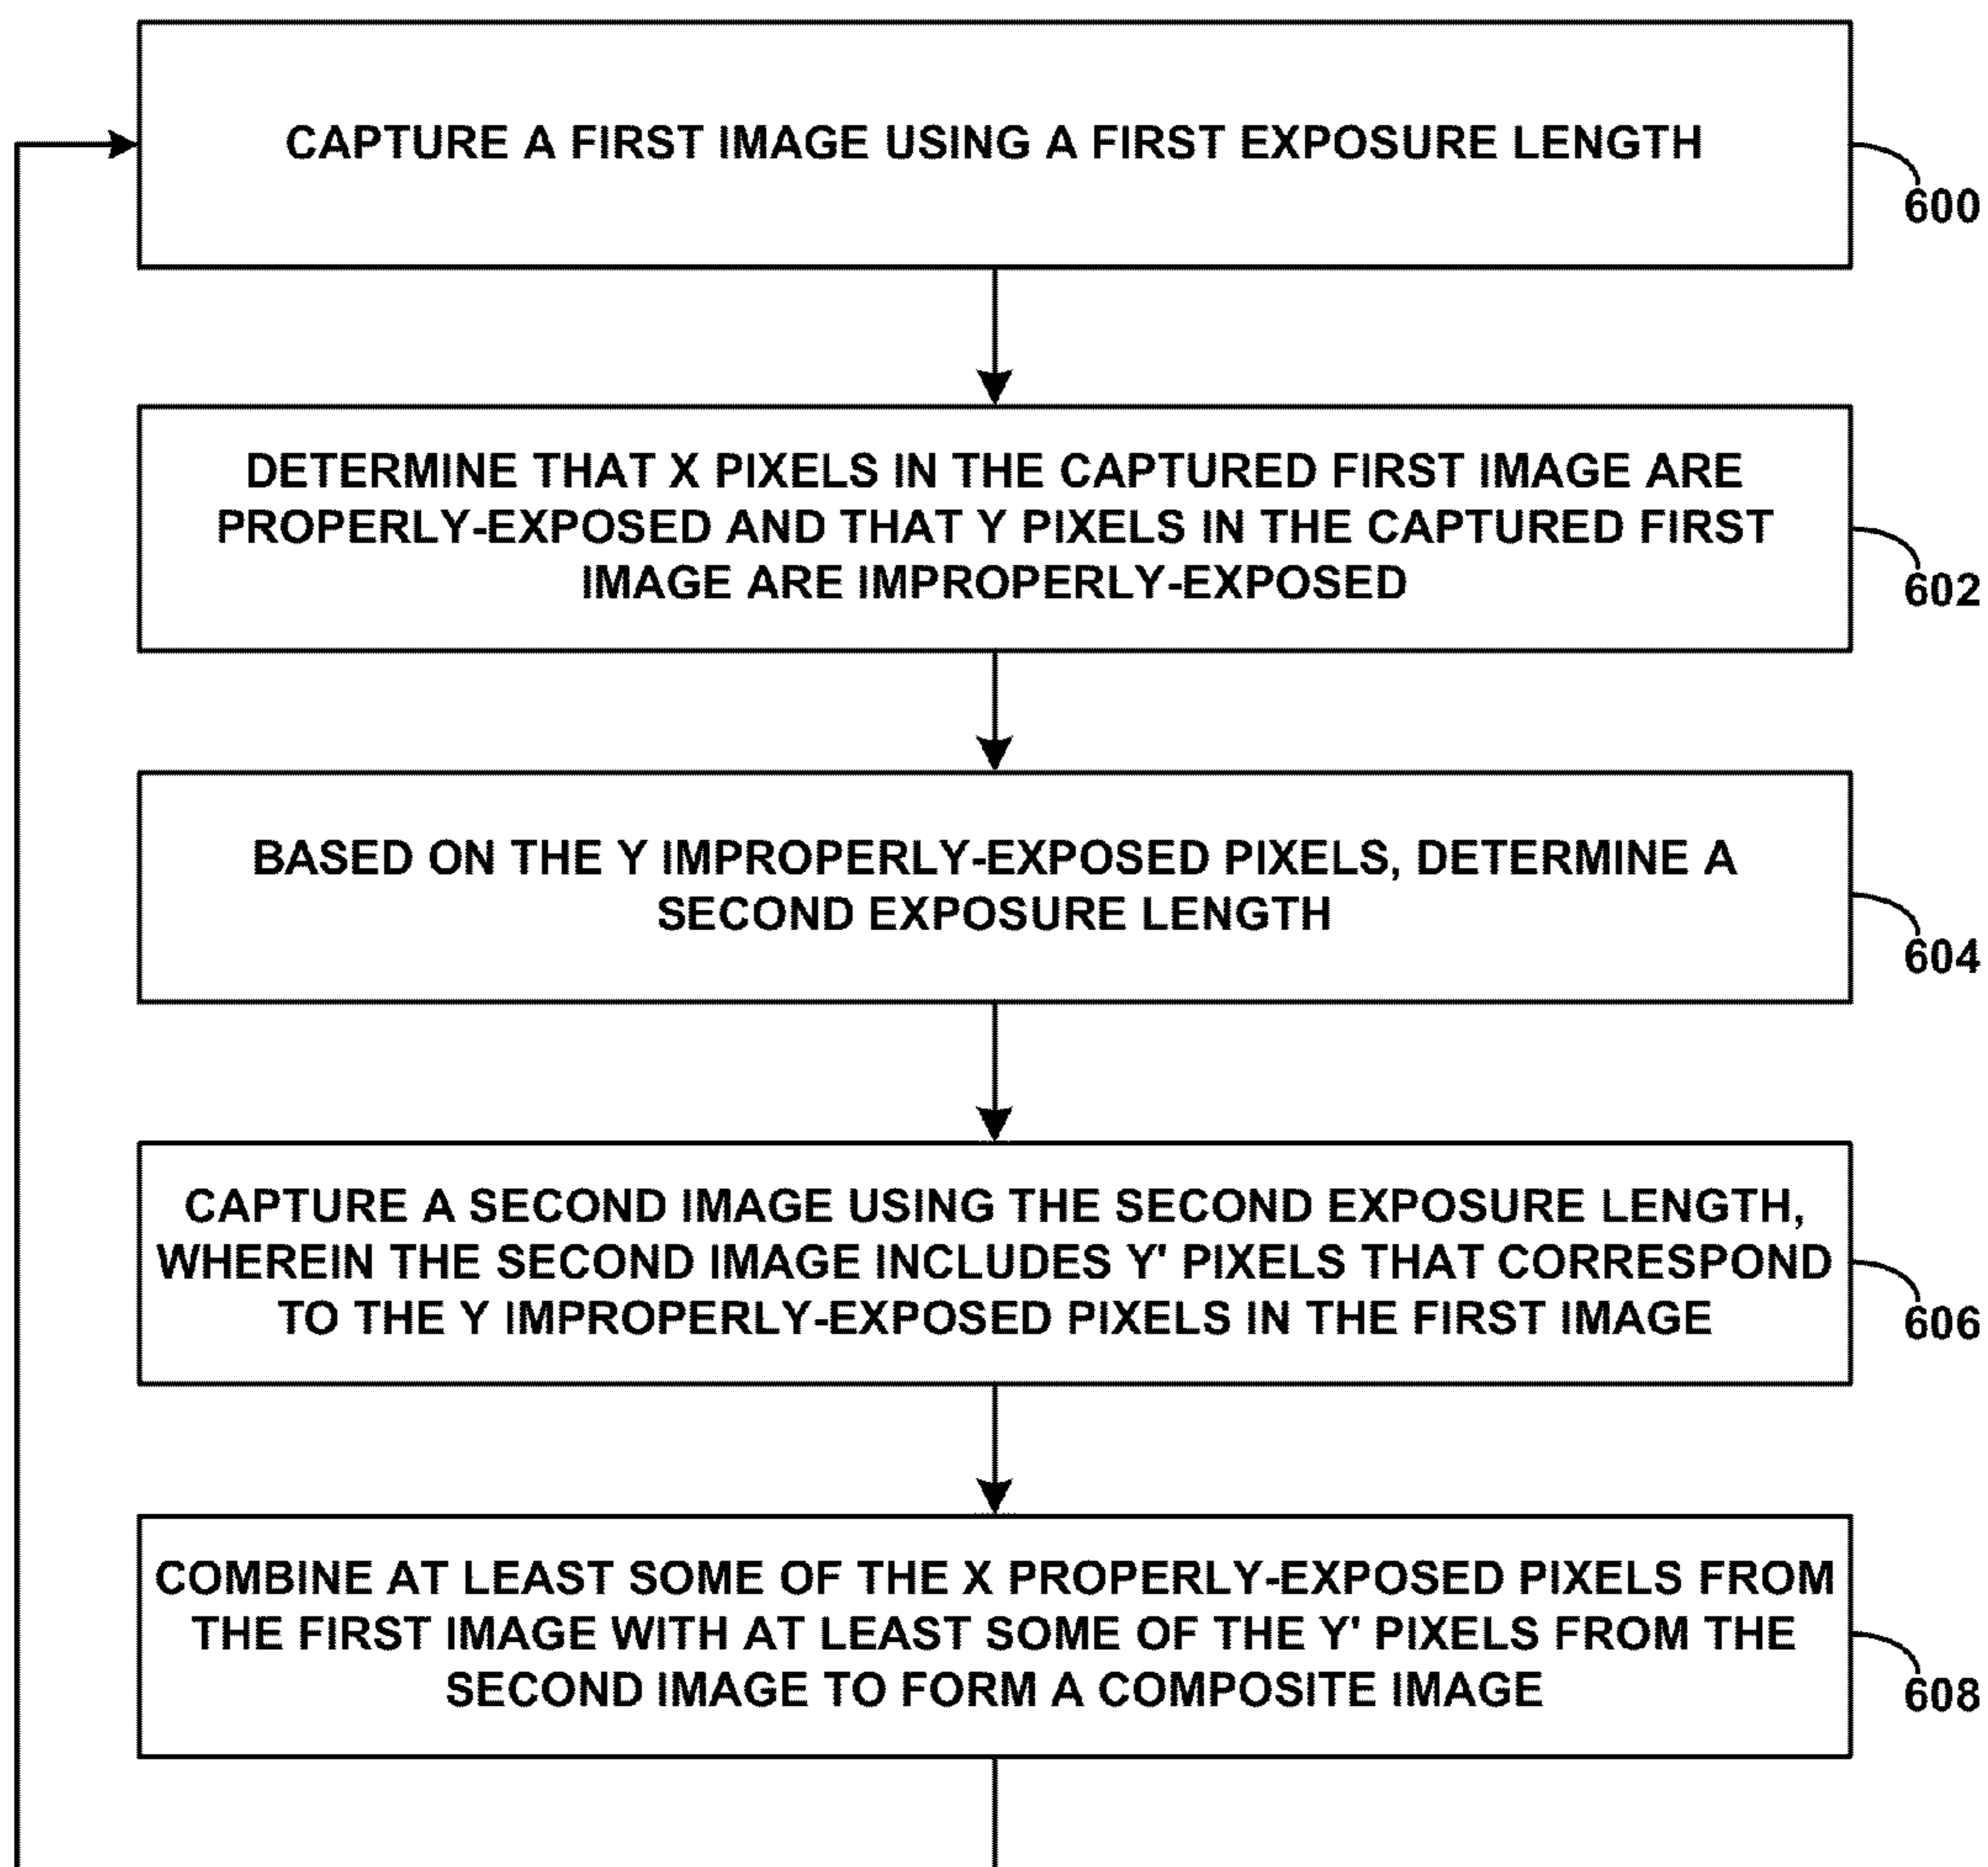 CAPTURE A FIRST IMAGE USING A FIRST EXPOSURE LENGTH
600
DETERMINE THAT X PIXELS IN THE CAPTURED FIRST IMAGE ARE
PROPERLY-EXPOSED AND THAT Y PIXELS IN THE CAPTURED FIRST
IMAGE ARE IMPROPERLY-EXPOSED
602
BASED ON THE Y IMPROPERLY-EXPOSED PIXELS, DETERMINE A
SECOND EXPOSURE LENGTH
604
CAPTURE A SECOND IMAGE USING THE SECOND EXPOSURE LENGTH,
WHEREIN THE SECOND IMAGE INCLUDES Y' PIXELS THAT CORRESPOND
TO THE Y IMPROPERLY-EXPOSED PIXELS IN THE FIRST IMAGE
606
COMBINE AT LEAST SOME OF THE X PROPERLY-EXPOSED PIXELS FROM
THE FIRST IMAGE WITH AT LEAST SOME OF THE Y' PIXELS FROM THE
SECOND IMAGE TO FORM A COMPOSITE IMAGE
608